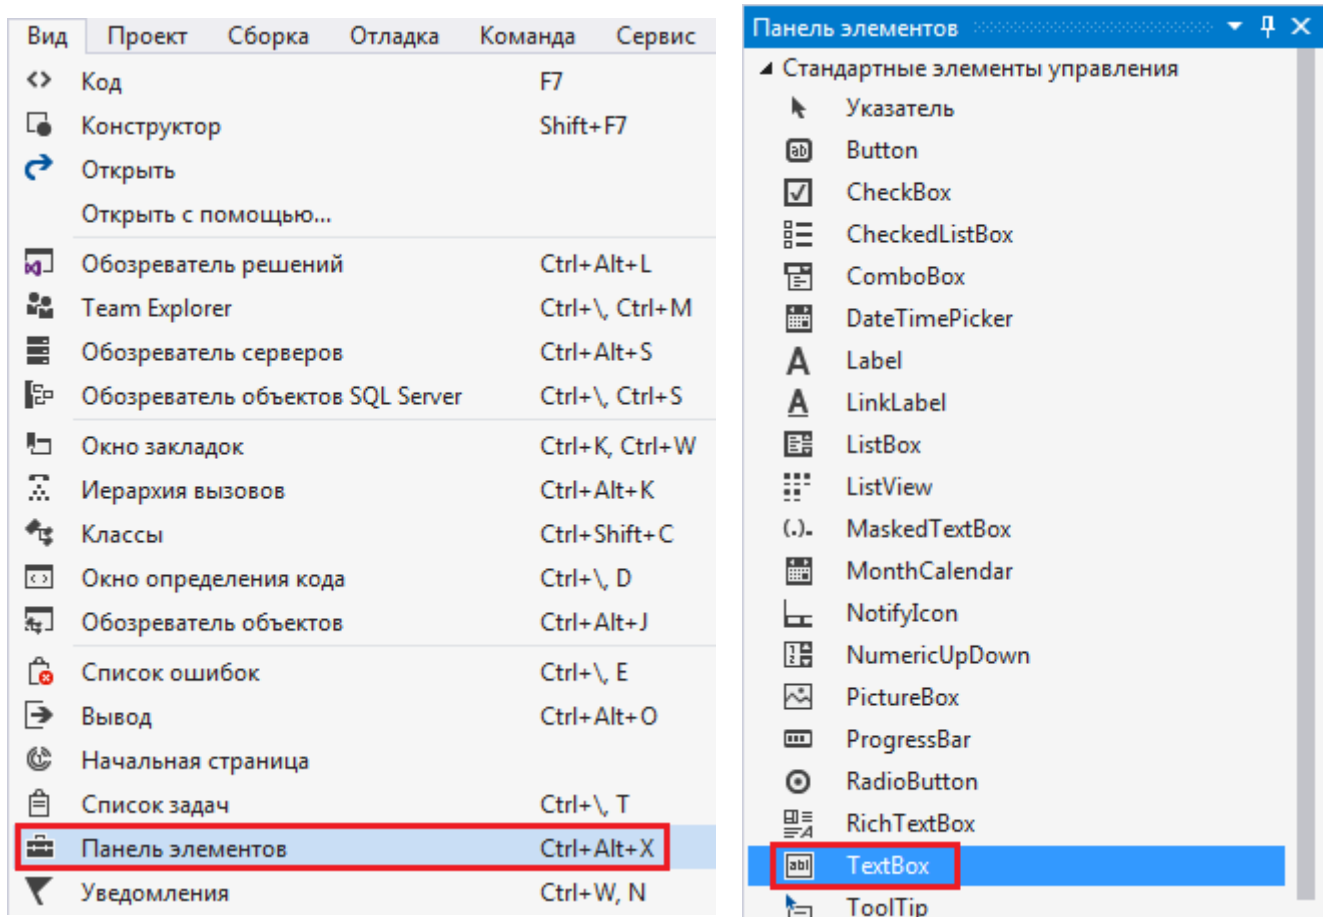 Вид Проект Сборка Отладка Команда Сервис
Код F7
Конструктор Shift+F7
Открыть
Открыть с помощью...
Обозреватель решений Ctrl+Alt+L
Team Explorer Ctrl+\, Ctrl+M
Обозреватель серверов Ctrl+Alt+S
Обозреватель объектов SQL Server Ctrl+\, Ctrl+S
Окно закладок Ctrl+K, Ctrl+W
Иерархия вызовов Ctrl+Alt+K
Классы Ctrl+Shift+C
Окно определения кода Ctrl+\, D
Обозреватель объектов Ctrl+Alt+J
Список ошибок Ctrl+\, E
Вывод Ctrl+Alt+O
Начальная страница
Список задач Ctrl+\, T
Панель элементов Ctrl+Alt+X
Уведомления Ctrl+W, N
Панель элементов
Стандартные элементы управления
Указатель
Button
CheckBox
CheckedListBox
ComboBox
DateTimePicker
Label
LinkLabel
ListBox
ListView
MaskedTextBox
MonthCalendar
NotifyIcon
NumericUpDown
PictureBox
ProgressBar
RadioButton
RichTextBox
TextBox
ToolTip